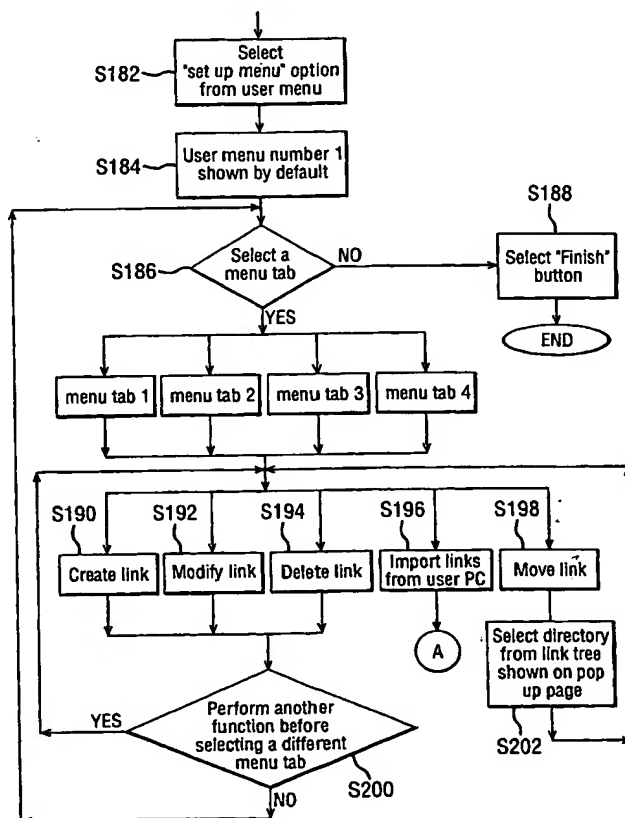 S182
Select
"set up menu" option
from user menu
S184
User menu number 1
shown by default
S186
Select a
menu tab
NO
S188
Select "Finish"
button
END
YES
menu tab 1
menu tab 2
menu tab 3
menu tab 4
S190
Create link
S192
Modify link
S194
Delete link
S196
Import links
from user PC
A
S198
Move link
Select directory
from link tree
shown on pop
up page
S202
YES
Perform another
function before
selecting a different
menu tab
S200
NO